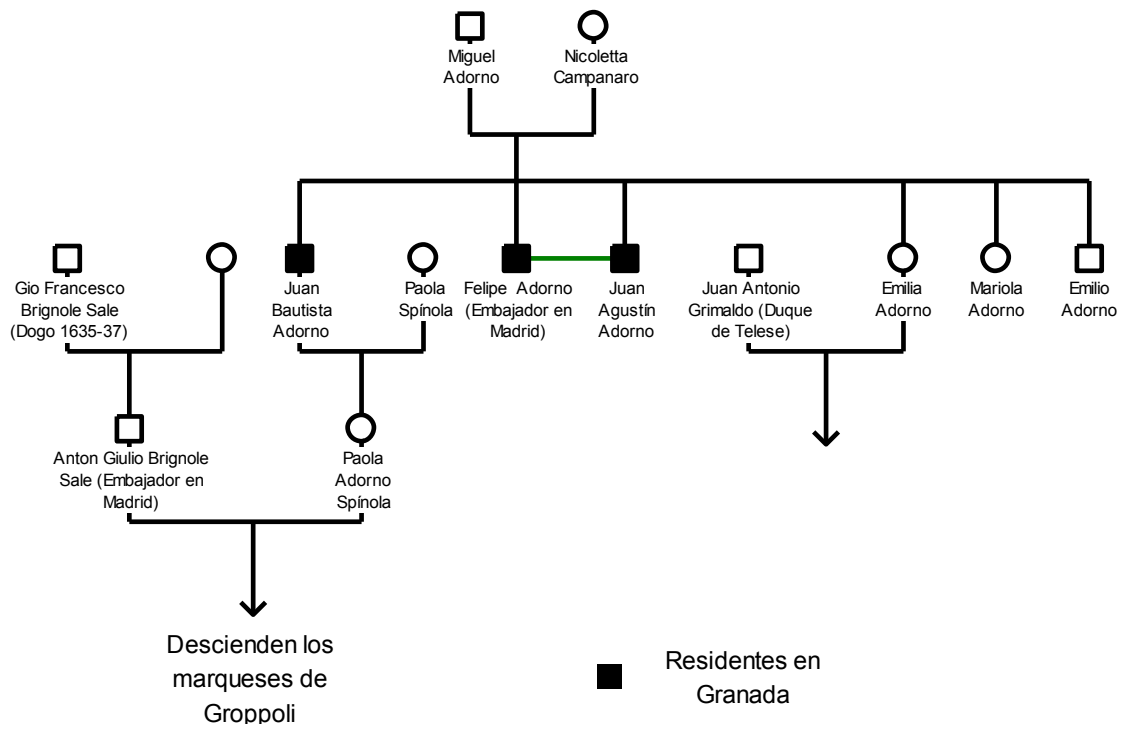 Miguel
Adorno
Nicoletta
Campanaro
Gio Francesco
Brignole Sale
(Dogo 1635-37)
Juan
Bautista
Adorno
Paola
Spínola
Felipe Adorno
(Embajador en
Madrid)
Juan
Agustín
Adorno
Juan Antonio
Grimaldo (Duque
de Telese)
Emilia
Adorno
Mariola
Adorno
Emilio
Adorno
Anton Giulio Brignole
Sale (Embajador en
Madrid)
Paola
Adorno
Spínola
Descienden los
marqueses de
Groppoli
Residentes en
Granada